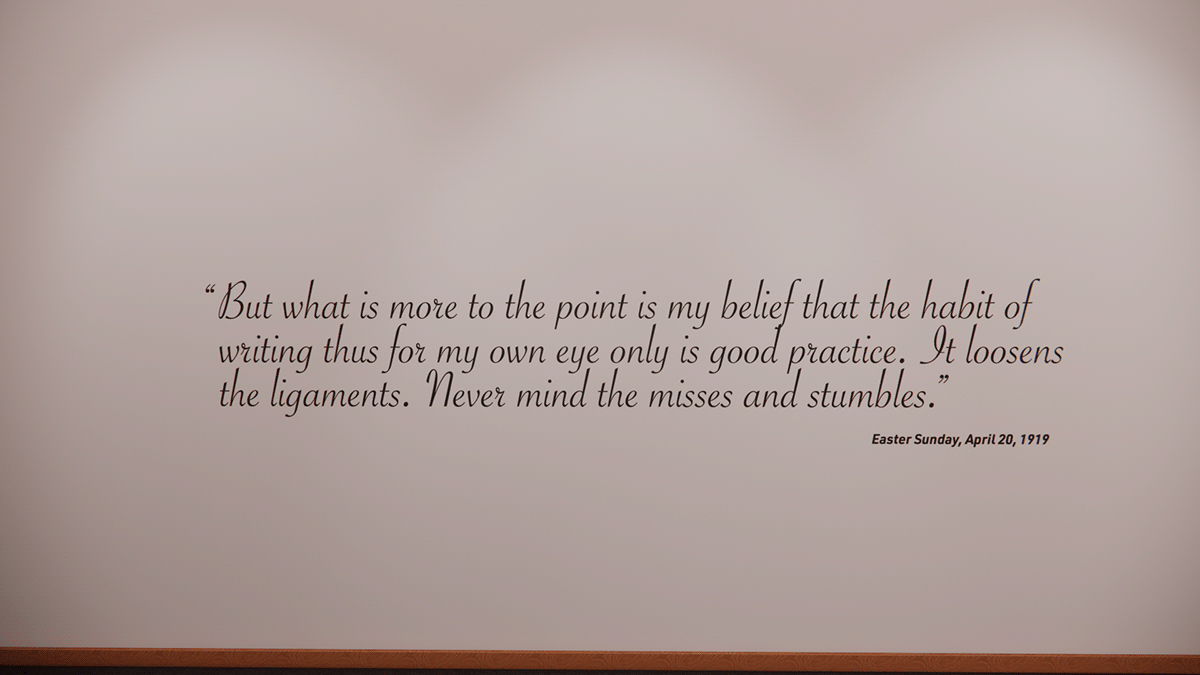 “But what is more to the point is my belief that the habit of
writing thus for my own eye only is good practice. It loosens
the ligaments. Never mind the misses and stumbles.”
Easter Sunday, April 20, 1919